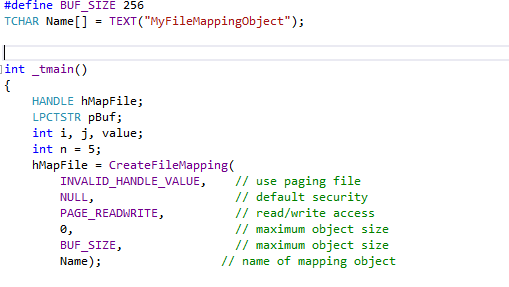 #define BUF_SIZE 256
TCHAR Name[] = TEXT("MyFileMappingObject");
int _tmain()
{
HANDLE hMapFile;
LPCTSTR pBuf;
int i, j, value;
int n = 5;
hMapFile = CreateFileMapping(
INVALID_HANDLE_VALUE, // use paging file
NULL, // default security
PAGE_READWRITE, // read/write access
0, // maximum object size
BUF_SIZE, // maximum object size
Name); // name of mapping object